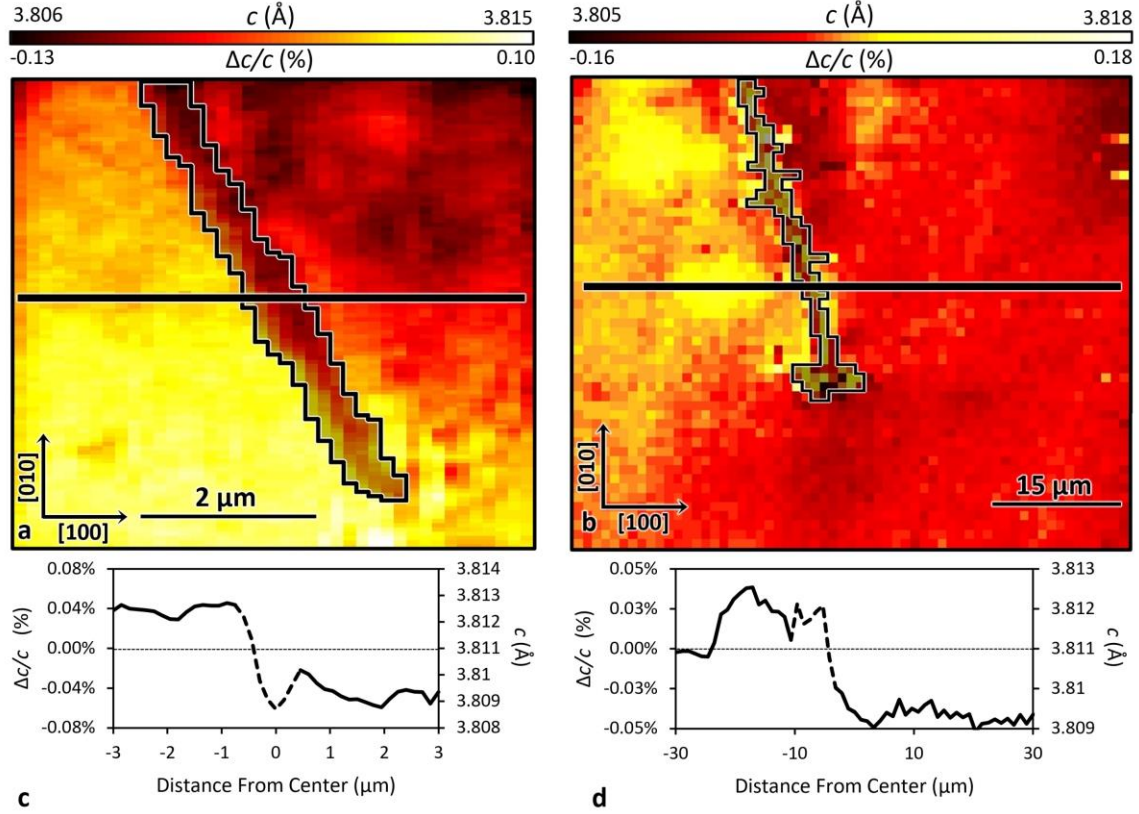 3.806 c (Å) 3.815
-0.13 Δc/c (%) 0.10
3.805 c (Å) 3.818
-0.16 Δc/c (%) 0.18
[010]
[100]
a
2 µm
[010]
[100]
b
15 µm
0.08%
0.04%
0.00%
-0.04%
-0.08%
Δc/c (%)
3.814
3.813
3.812
3.811
3.81
3.809
3.808
c (Å)
-3 -2 -1 0 1 2 3
Distance From Center (µm)
c
0.05%
0.03%
0.00%
-0.03%
-0.05%
Δc/c (%)
3.813
3.812
3.811
3.81
3.809
c (Å)
-30 -10 10 30
Distance From Center (µm)
d